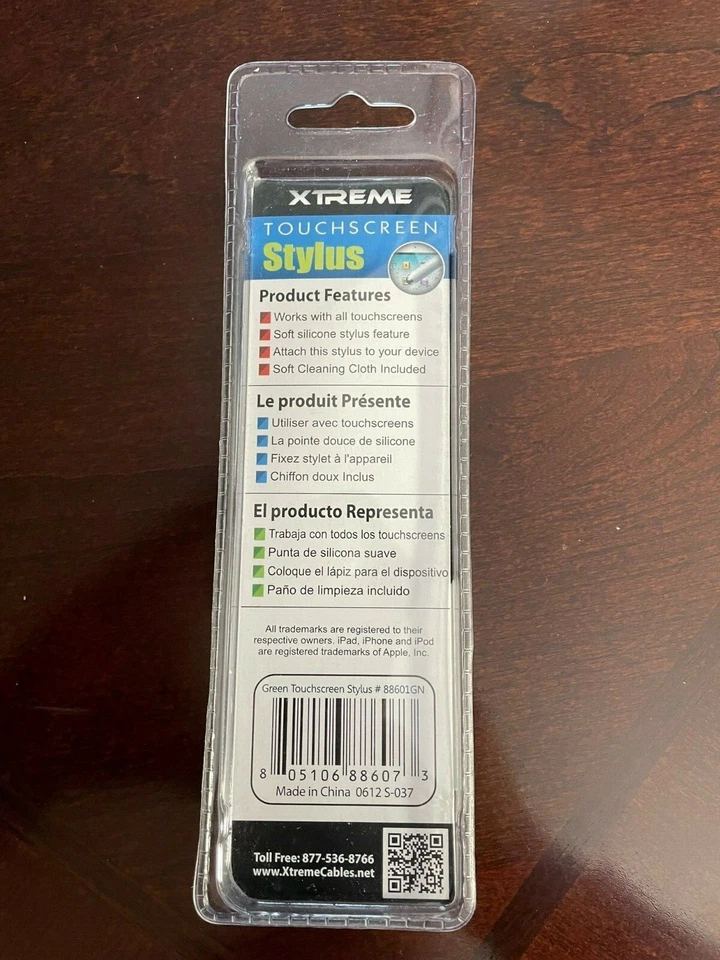 XTREME
TOUCHSCREEN
Stylus
Product Features
Works with all touchscreens
Soft silicone stylus feature
Attach this stylus to your device
Soft Cleaning Cloth Included
Le produit Présente
Utiliser avec touchscreens
La pointe douce de silicone
Fixez stylet à l'appareil
Chiffon doux Inclus
El producto Representa
Trabaja con todos los touchscreens
Punta de silicona suave
Coloque el lápiz para el dispositivo
Paño de limpieza incluido
All trademarks are registered to their
respective owners. iPad, iPhone and iPod
are registered trademarks of Apple, Inc.
Green Touchscreen Stylus # 88601GN
8 05106 88607 3
Made in China 0612 S-037
Toll Free: 877-536-8766
www.XtremeCables.net